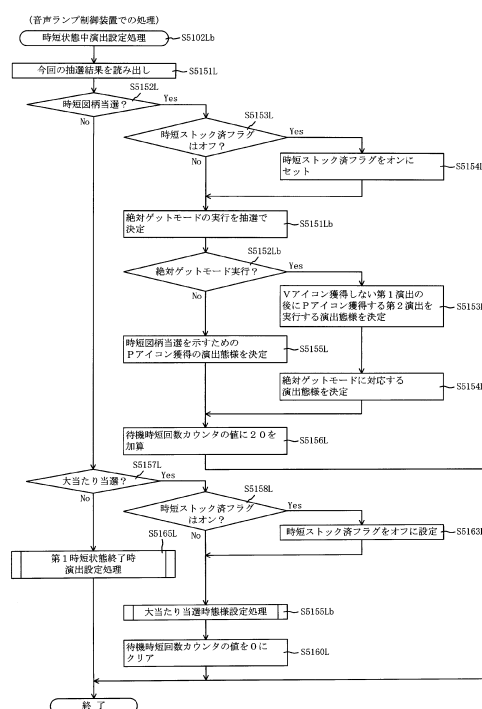 (音声ランプ制御装置での処理)
時短状態中演出設定処理
S5102Lb
今回の抽選結果を読み出し
S5151L
S5152L
時短図柄当選？
Yes
No
S5153L
時短ストック済フラグ
はオフ？
Yes
No
時短ストック済フラグをオンに
セット
S5154L
絶対ゲットモードの実行を抽選で
決定
S5151Lb
S5152Lb
絶対ゲットモード実行？
Yes
No
Vアイコン獲得しない第1演出の
後にPアイコン獲得する第2演出を
実行する演出態様を決定
S5153
時短図柄当選を示すための
Pアイコン獲得の演出態様を決定
S5155L
絶対ゲットモードに対応する
演出態様を決定
S5154
待機時短回数カウンタの値に20を
加算
S5156L
S5157L
大当たり当選？
Yes
No
S5158L
時短ストック済フラグ
はオン？
Yes
No
時短ストック済フラグをオフに設定
S5163
S5165L
第1時短状態終了時
演出設定処理
大当たり当選時態様設定処理
S5155Lb
待機時短回数カウンタの値を0に
クリア
S5160L
終了